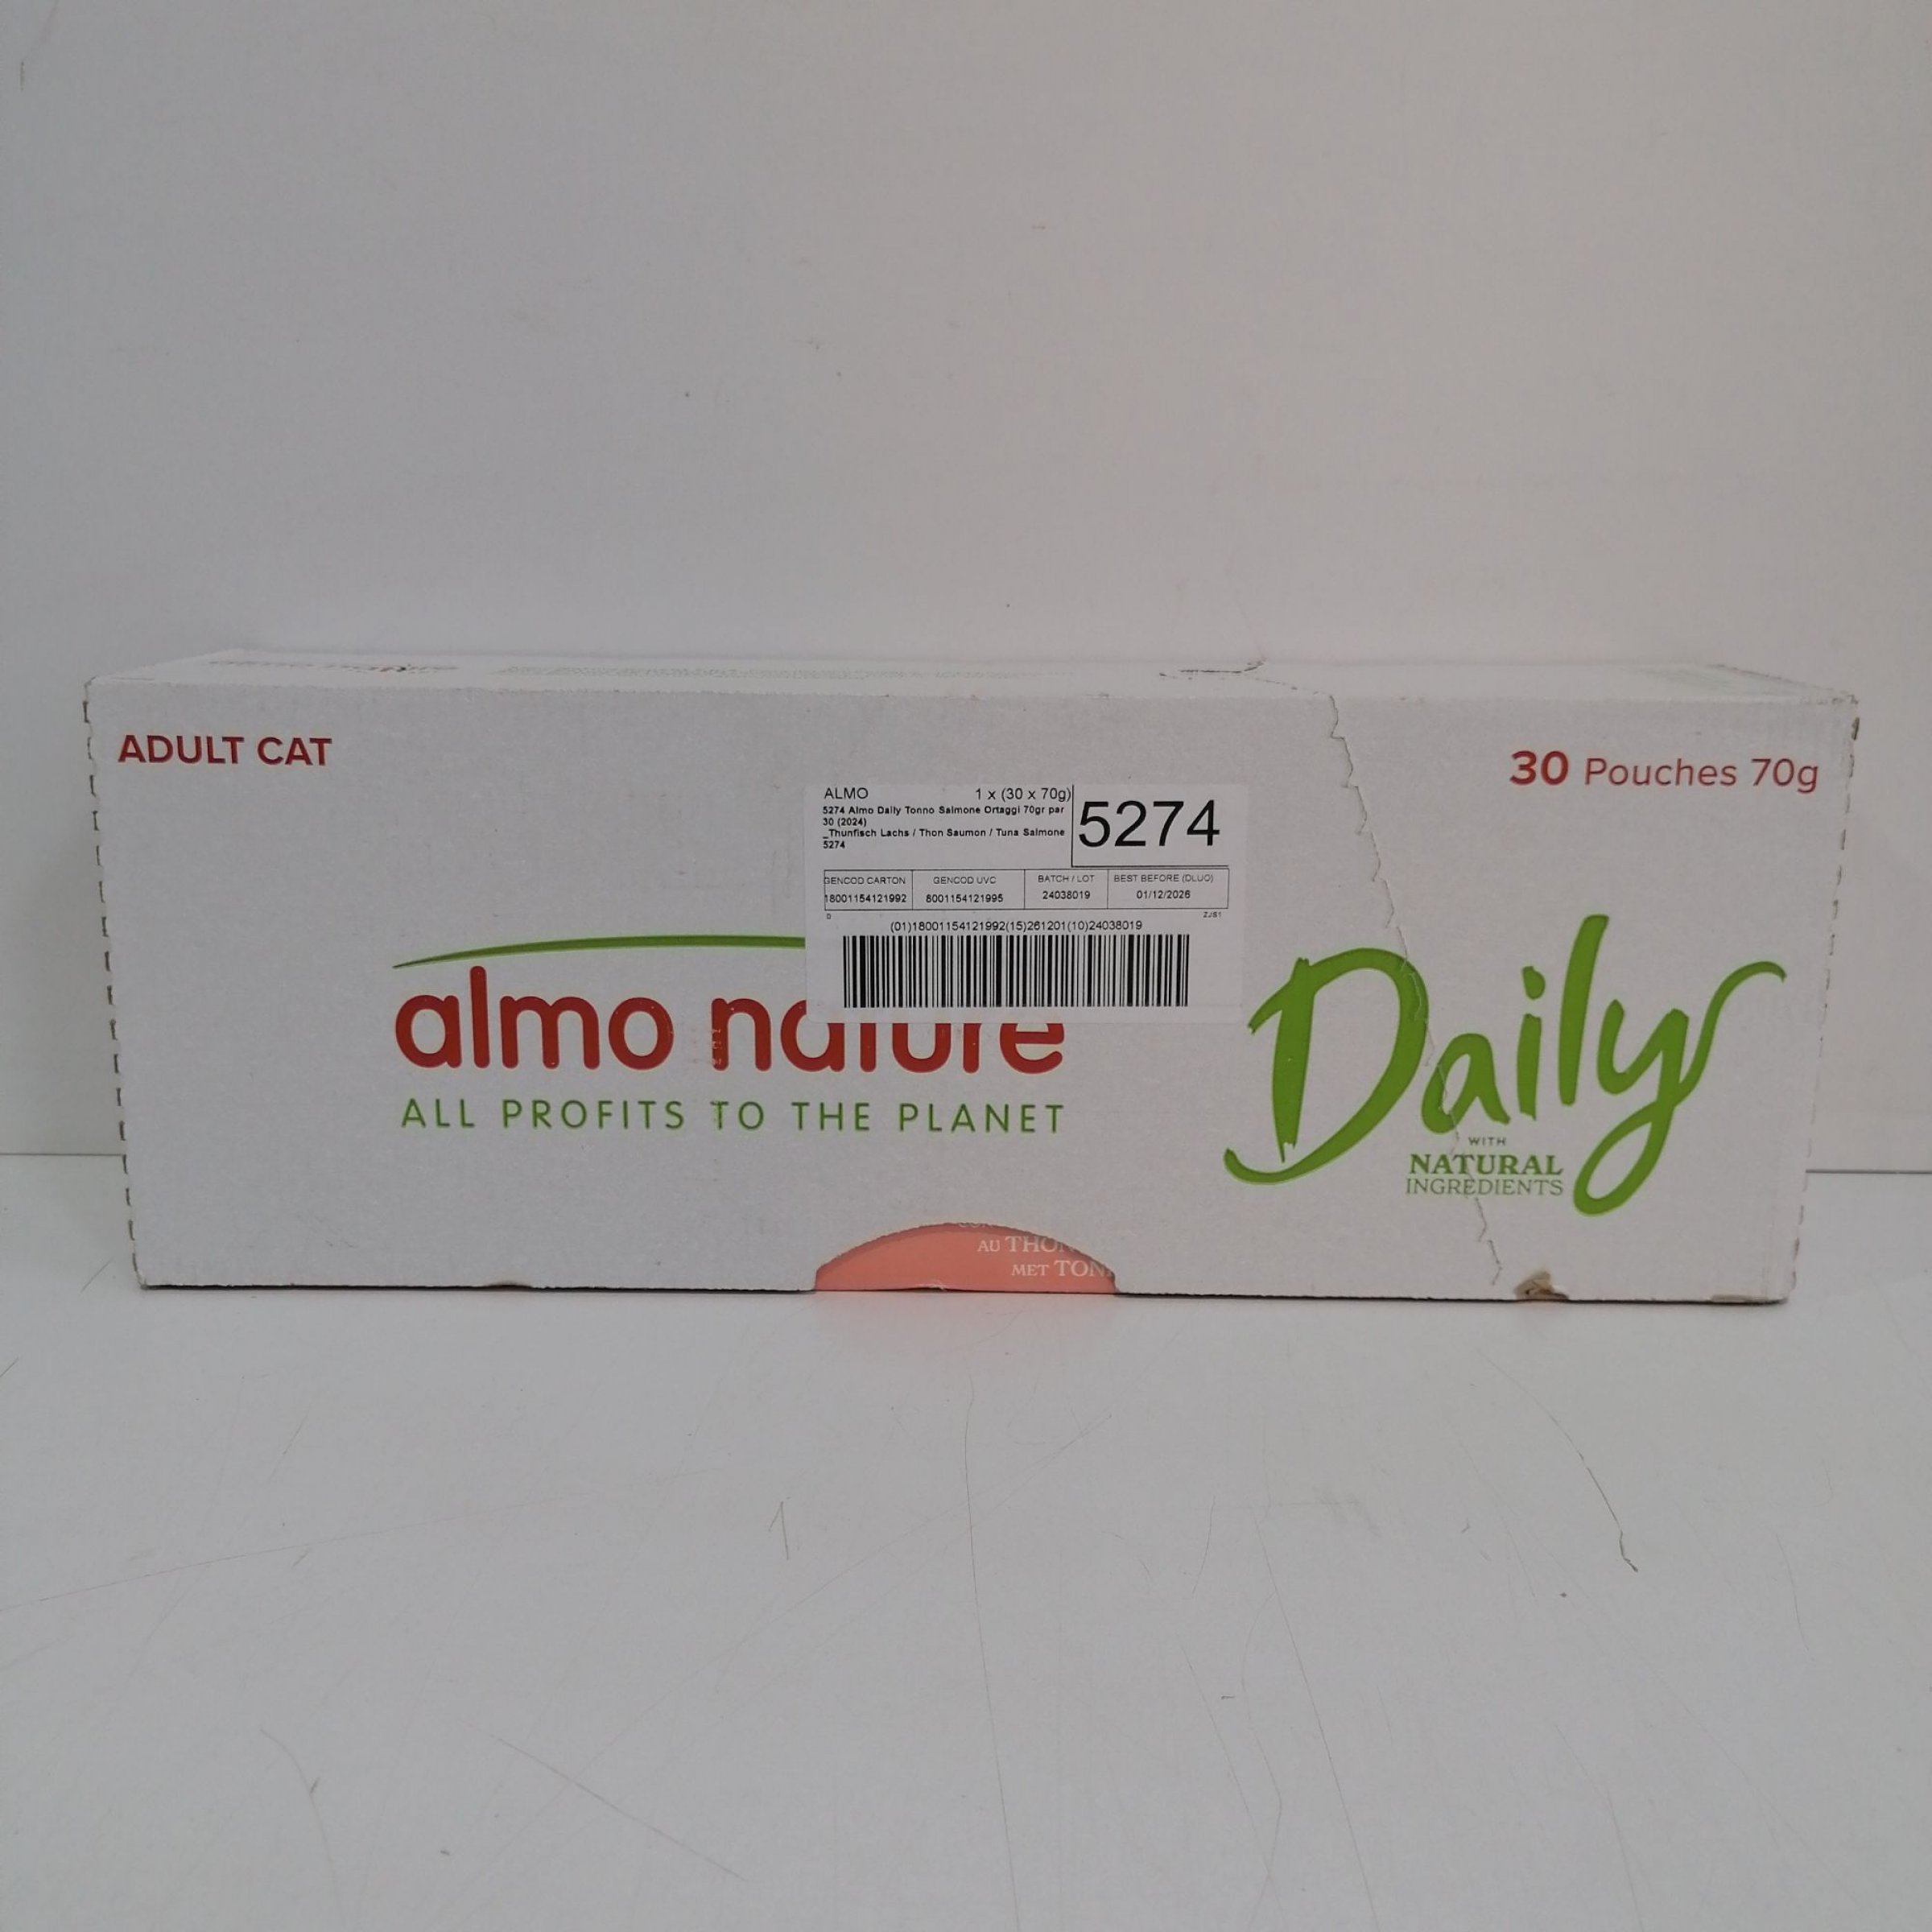 ADULT CAT
30 Pouches 70g
ALMO 1 x (30 x 70g)
5274 Almo Daily Tonno Salmone Ortaggi 70gr par
30 (2024)
_Thunfisch Lachs / Thon Saumon / Tuna Salmone
5274
5274
GENCOD CARTON GENCOD UVC BATCH / LOT BEST BEFORE (DLUO)
18001154121992 8001154121995 24038019 01/12/2026
0 ZJS1
(01)18001154121992(15)261201(10)24038019
almo nature
ALL PROFITS TO THE PLANET
Daily
WITH
NATURAL
INGREDIENTS
AU THON
MET TON